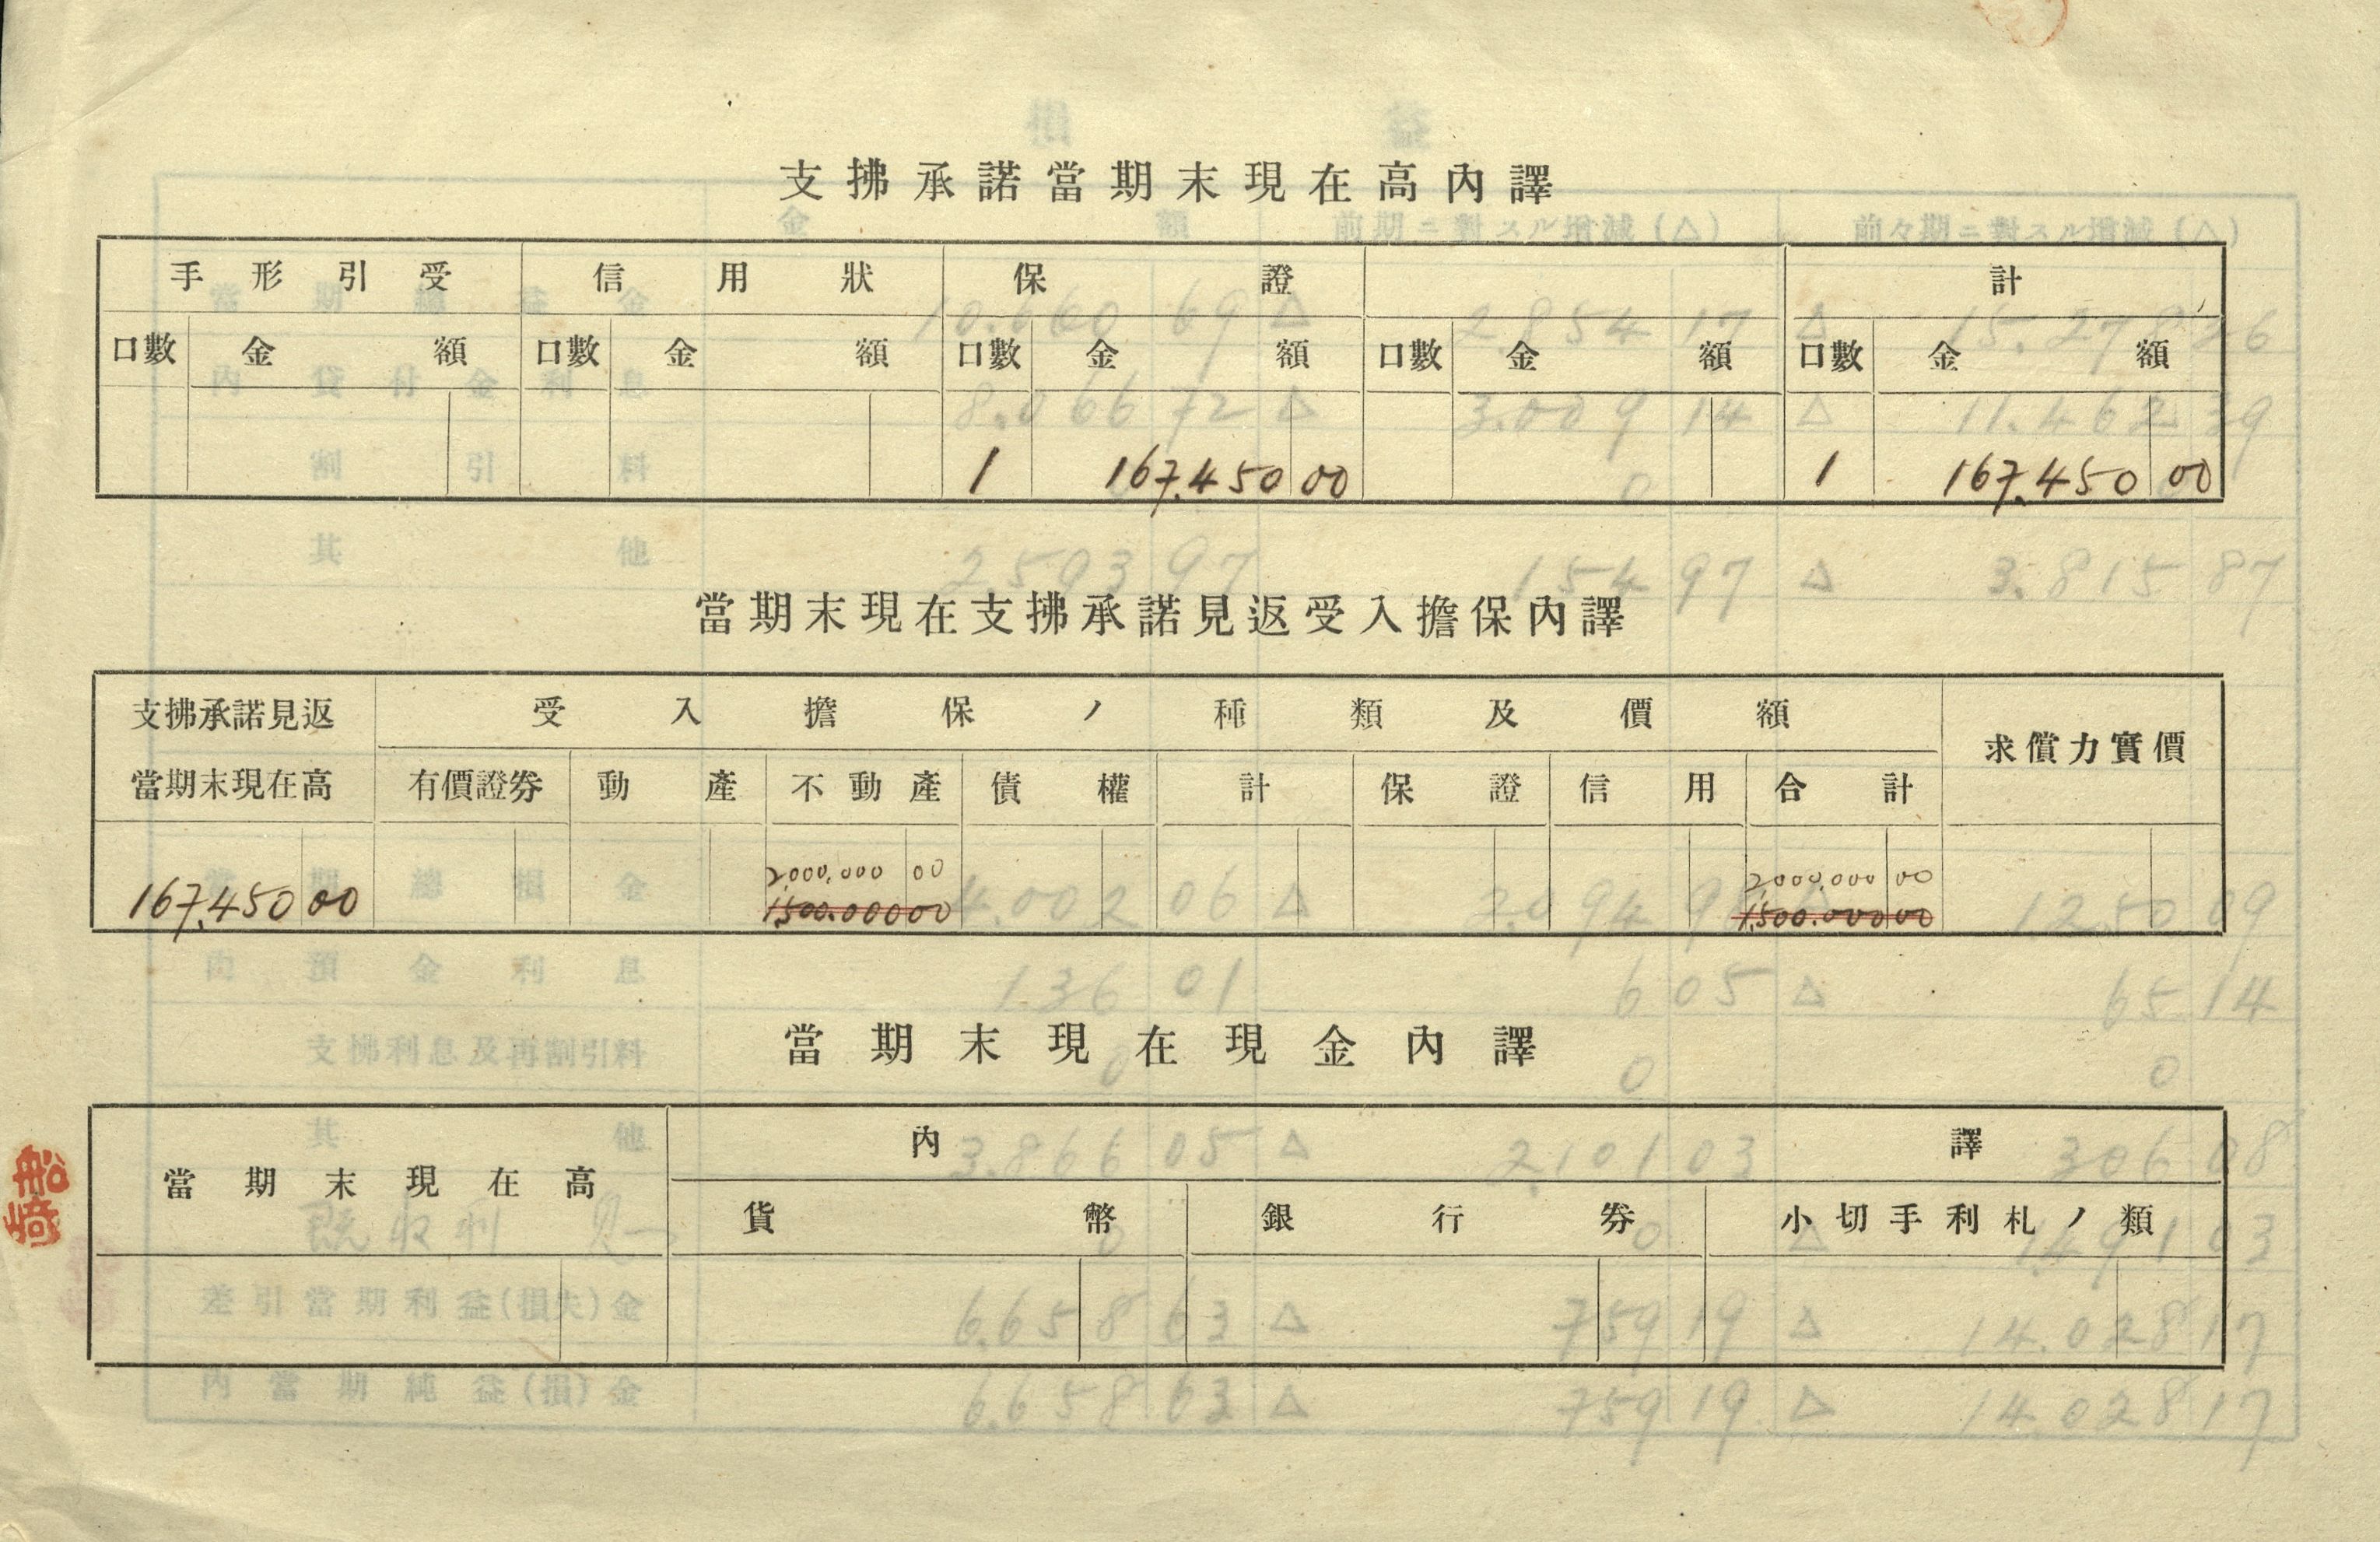 支拂承諾當期末現在高內譯
手形引受 信用狀 保證 計
口數 金額 口數 金額 口數 金額 口數 金額 口數 金額
1 167.450 00 1 167.450 00
當期末現在支拂承諾見返受入擔保內譯
支拂承諾見返 受入擔保ノ種類及價額 求償力實價
當期末現在高 有價證券 動產 不動產 債權 計 保證 信用 合計
2,000,000 00 2,000,000 00
167.450 00 1,500.000 00 1,500.000 00
當期末現在現金內譯
當期末現在高 內譯
貨幣 銀行券 小切手利札ノ類
船崎